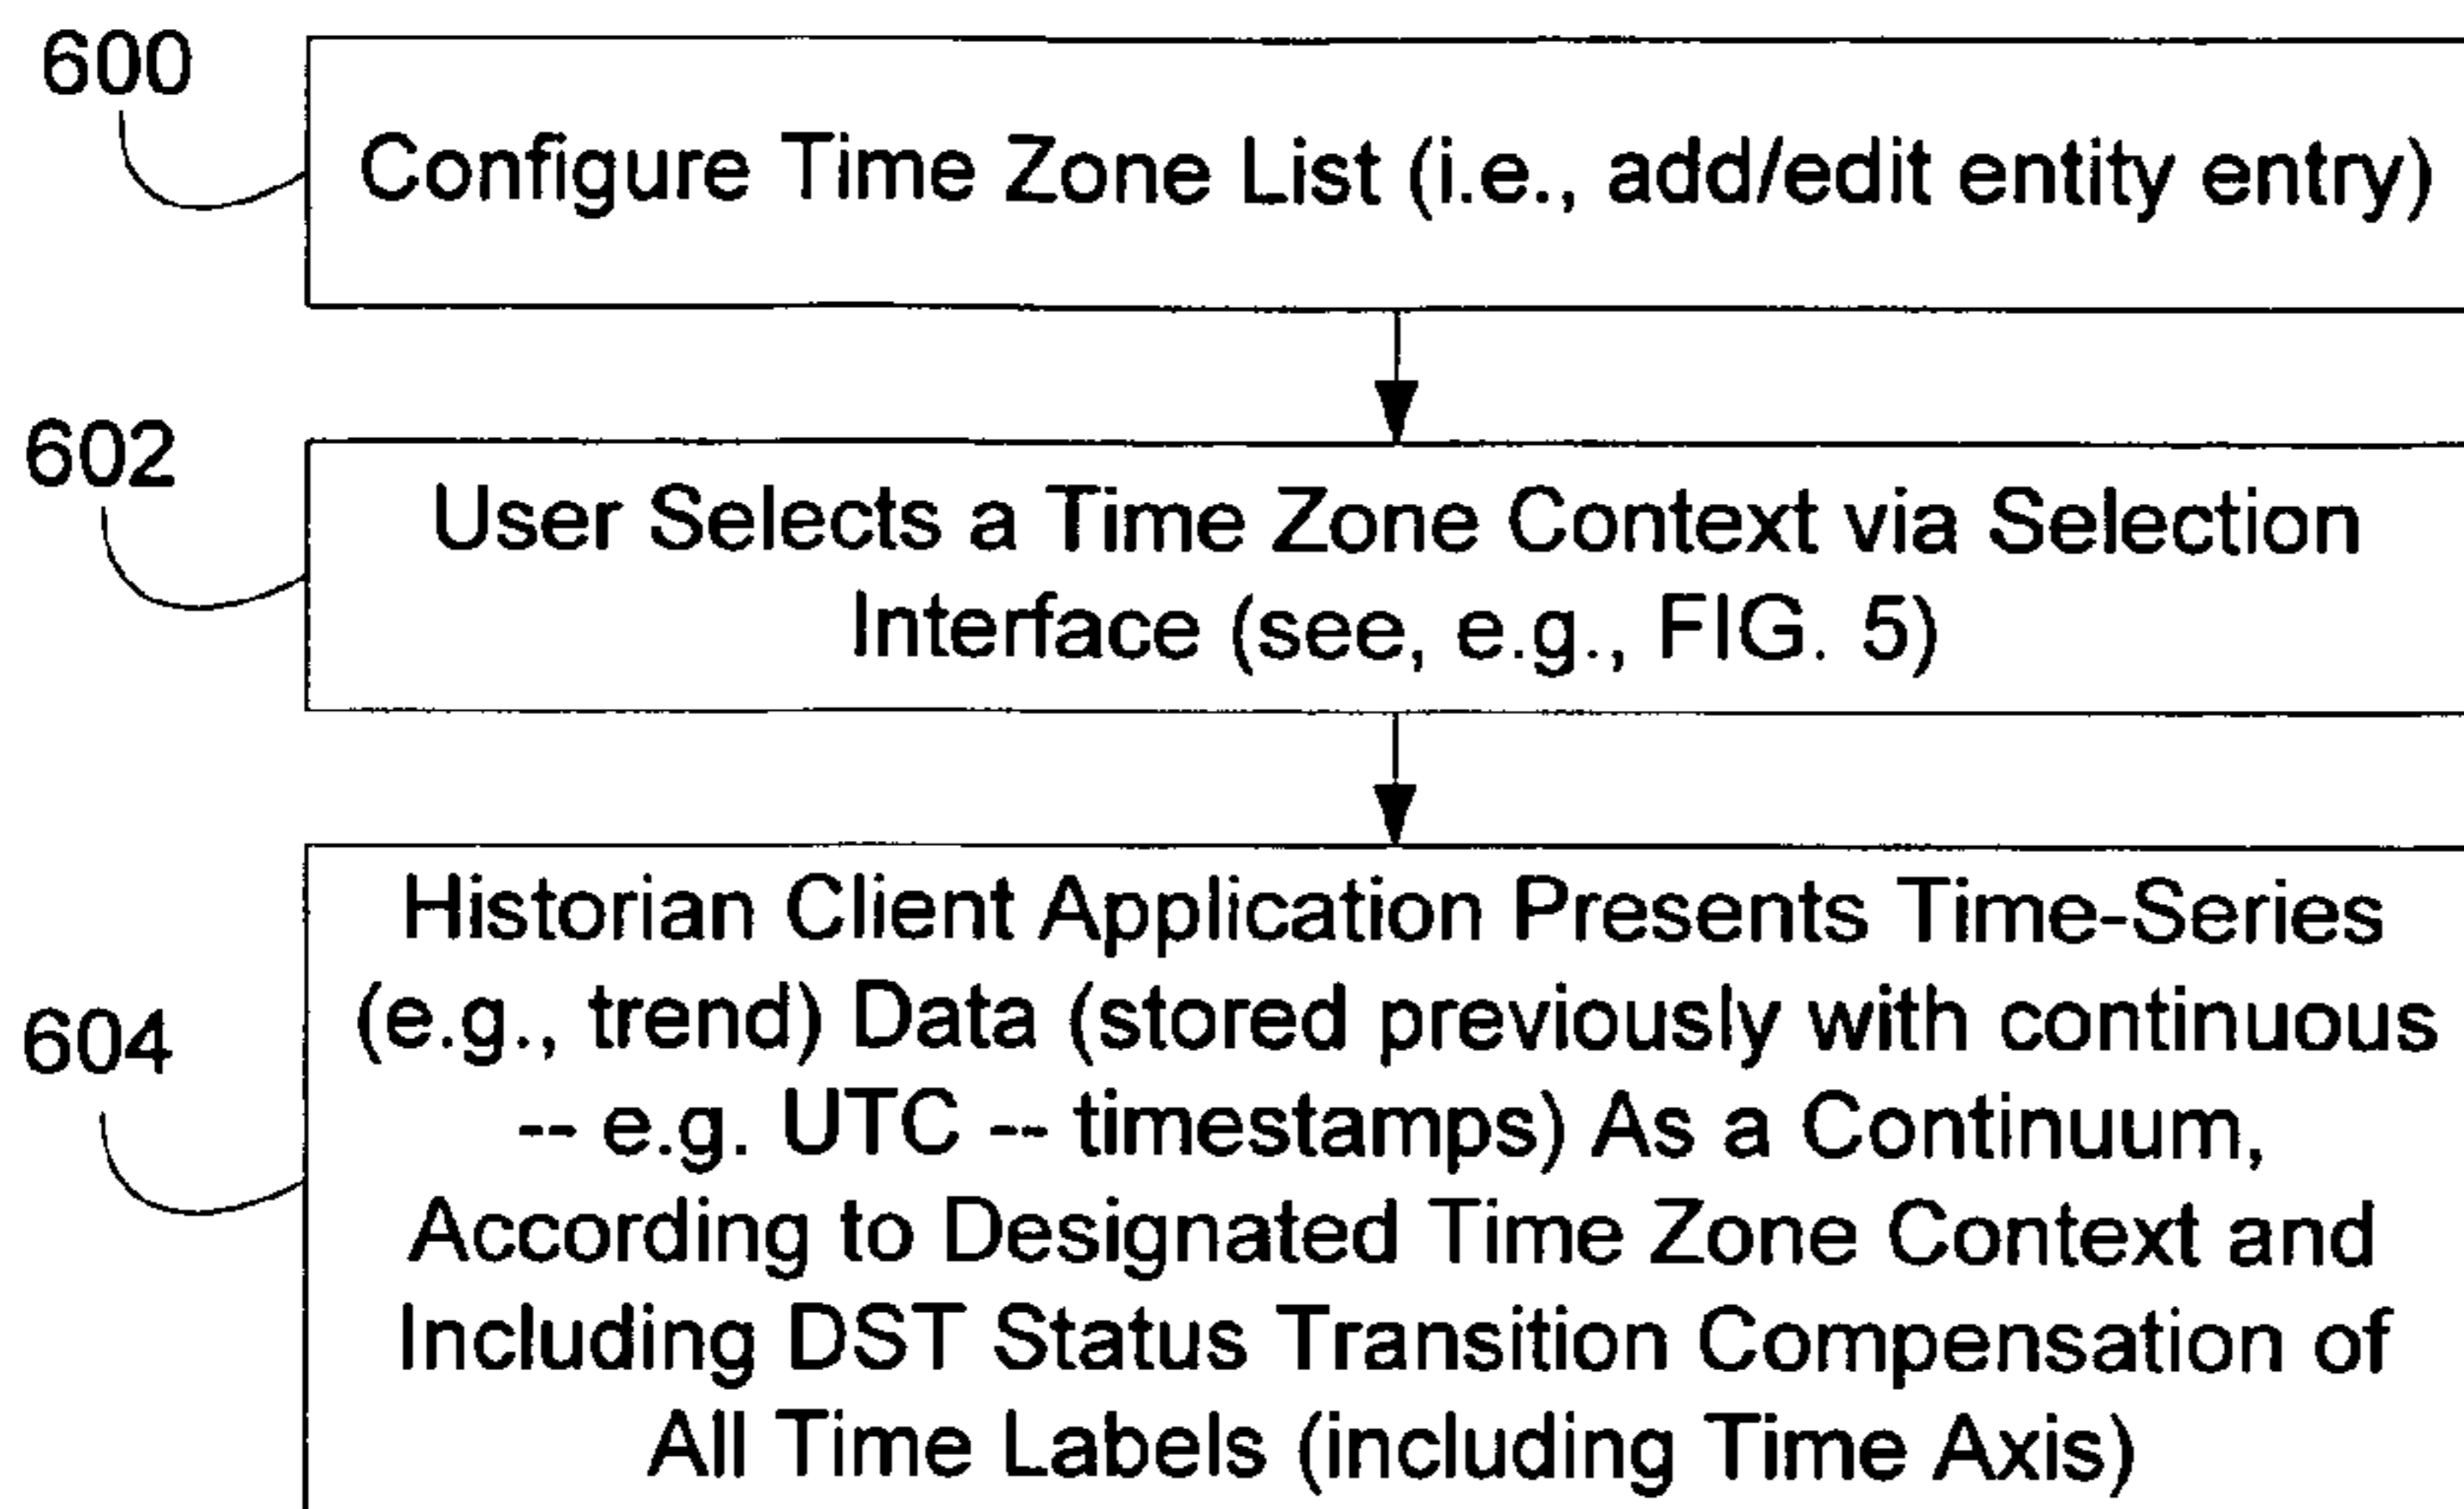 600
Configure Time Zone List (i.e., add/edit entity entry)
602
User Selects a Time Zone Context via Selection
Interface (see, e.g., FIG. 5)
604
Historian Client Application Presents Time-Series
(e.g., trend) Data (stored previously with continuous
-- e.g. UTC -- timestamps) As a Continuum,
According to Designated Time Zone Context and
Including DST Status Transition Compensation of
All Time Labels (including Time Axis)